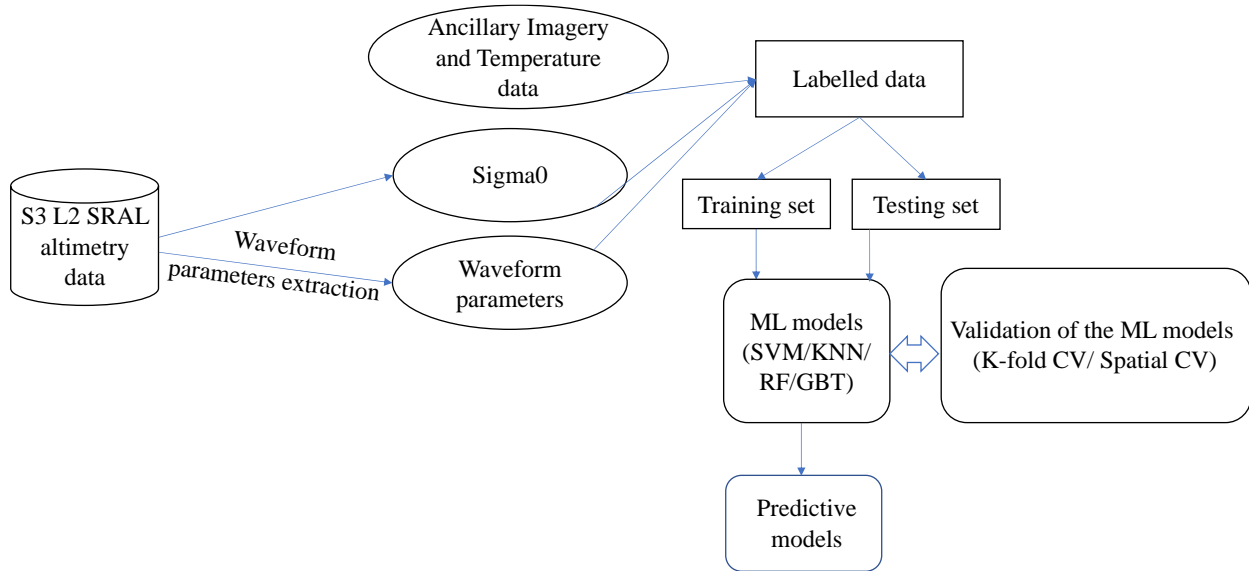 Ancillary Imagery
and Temperature
data
Labelled data
Sigma0
S3 L2 SRAL
altimetry
data
Waveform
parameters extraction
Waveform
parameters
Training set
Testing set
ML models
(SVM/KNN/
RF/GBT)
Validation of the ML models
(K-fold CV/ Spatial CV)
Predictive
models